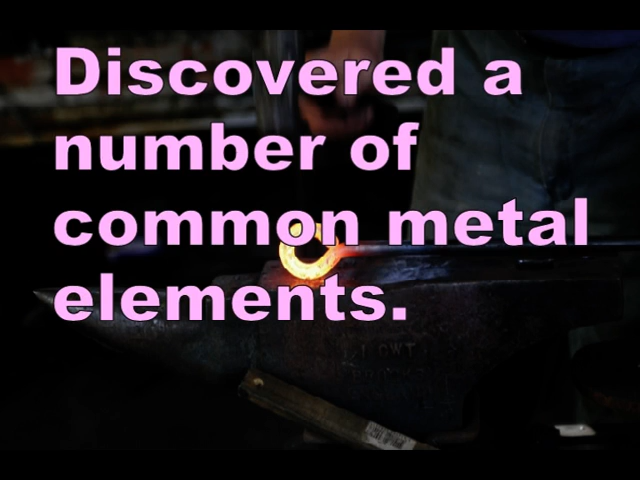 Discovered a
number of
common metal
elements.